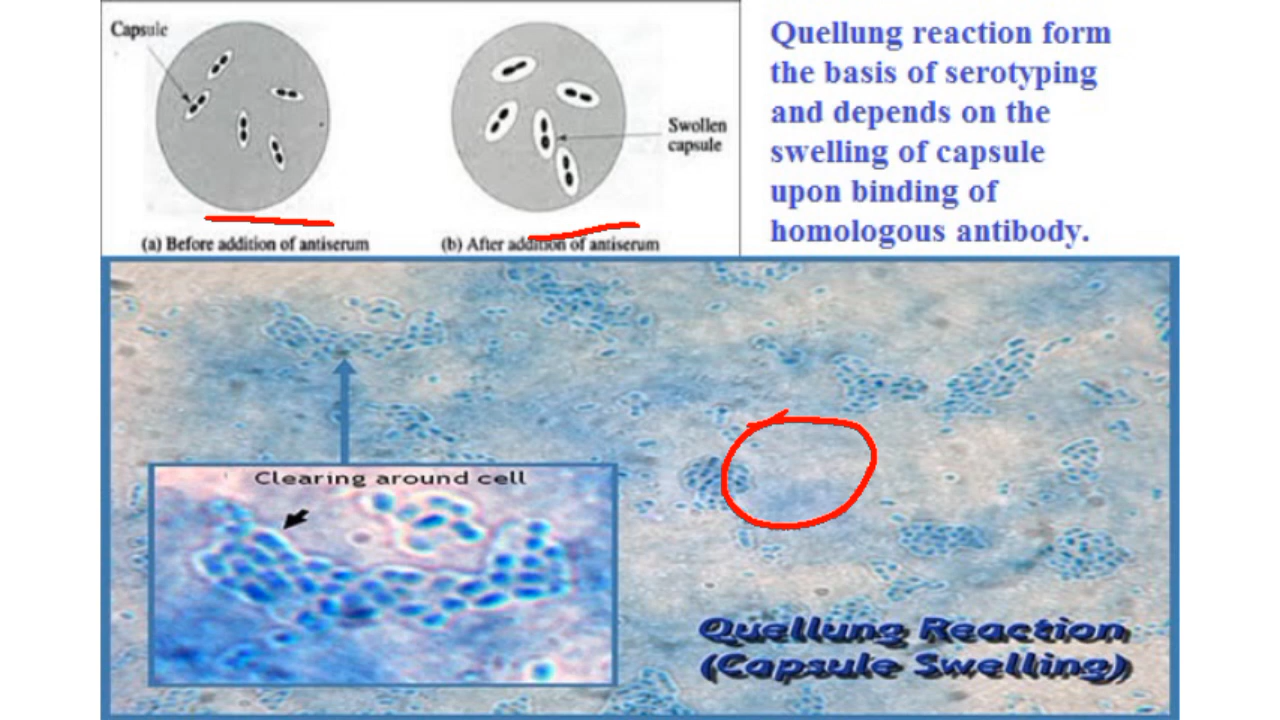 Capsule
Swollen
capsule
(a) Before addition of antiserum
(b) After addition of antiserum
Quellung reaction form
the basis of serotyping
and depends on the
swelling of capsule
upon binding of
homologous antibody.
Clearing around cell
Quellung Reaction
(Capsule Swelling)